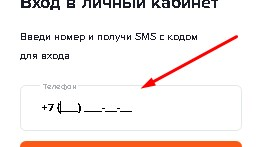 Вход в личный кабинет
Введи номер и получи SMS с кодом
для входа
Телефон
+7 (___) ___-__-__